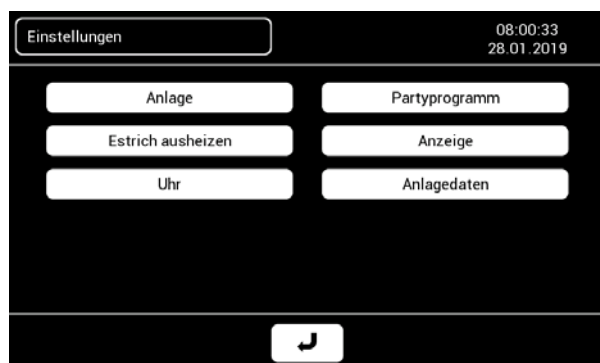 Einstellungen
08:00:33
28.01.2019
Anlage
Partyprogramm
Estrich ausheizen
Anzeige
Uhr
Anlagedaten